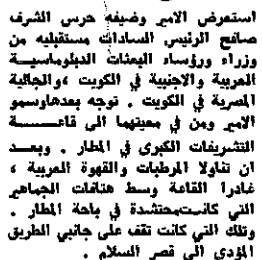 استعرض الامير وضيفه حرس الشرف
صافح الرئيس السادات مستقبليه من
وزراء ورؤساء البعثات الدبلوماسية
العربية والاجنبية في الكويت ، والجالية
المصرية في الكويت . توجه بعدهاوسمو
الامير ومن في معيتهما الى قاعة
التشريفات الكبرى في المطار . وبعد
ان تناولا المرطبات والقهوة العربية ،
غادرا القاعة وسط هتافات الجماهير
التي كانت‌محتشدة في باحة المطار .
وتلك التي كانت تقف على جانبي الطريق
المؤدي الى قصر السلام .